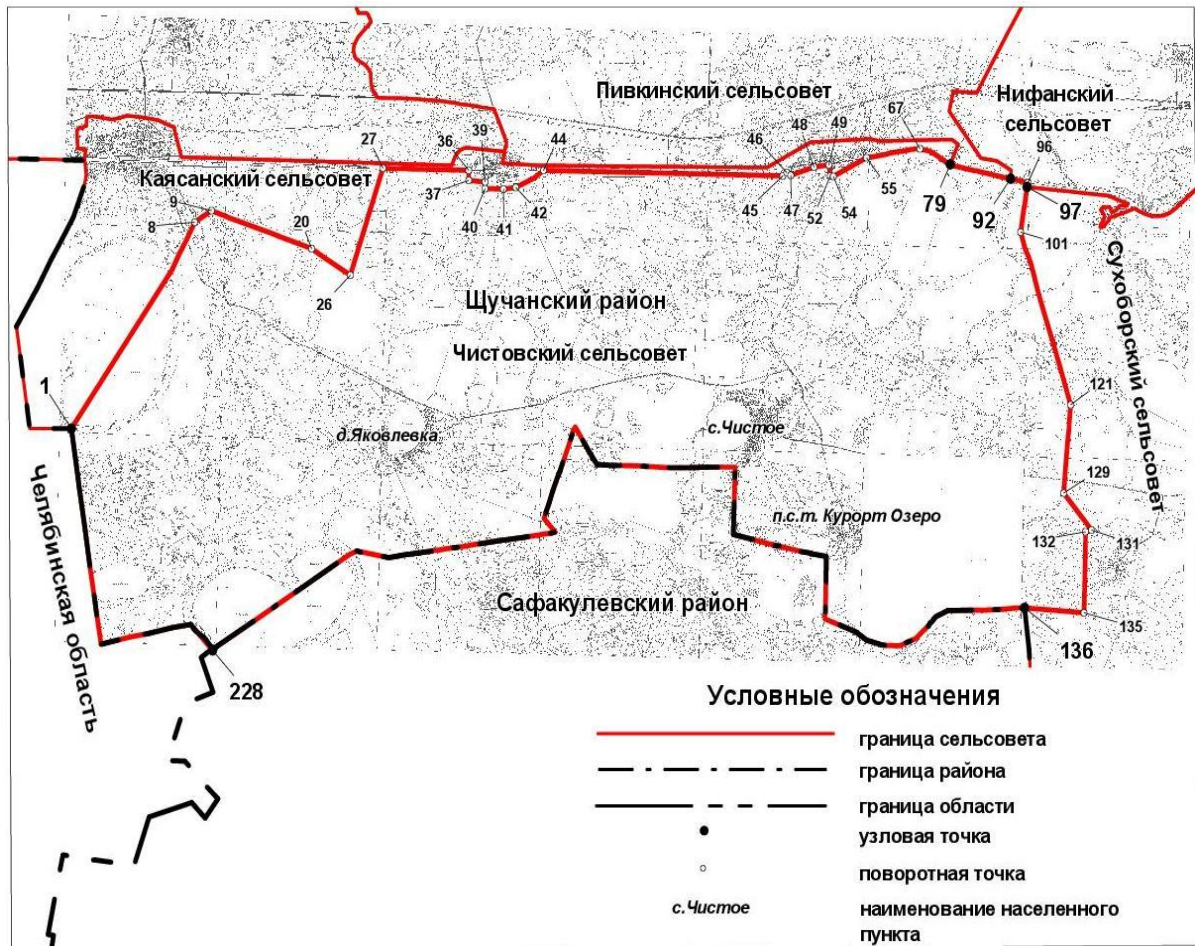 Пивкинский сельсовет
Нифанский
сельсовет
67
39
48
49
36
44
46
27
96
Каясанский сельсовет
9
37
40
41
42
45
47
52
54
55
79
92
97
8
20
26
101
Щучанский район
Чистовский сельсовет
Сухоборский сельсовет
1
121
д.Яковлевка
с.Чистое
129
п.с.т. Курорт Озеро
132
131
Челябинская область
Сафакулевский район
135
136
228
Условные обозначения
граница сельсовета
граница района
граница области
узловая точка
поворотная точка
с.Чистое
наименование населенного
пункта